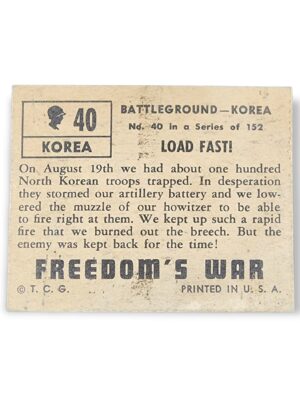 40
KOREA
BATTLEGROUND—KOREA
No. 40 in a Series of 152
LOAD FAST!
On August 19th we had about one hundred
North Korean troops trapped. In desperation
they stormed our artillery battery and we low-
ered the muzzle of our howitzer to be able to
fire right at them. We kept up such a rapid
fire that we burned out the breech. But the
enemy was kept back for the time!
FREEDOM'S WAR
© T. C. G. PRINTED IN U. S. A.